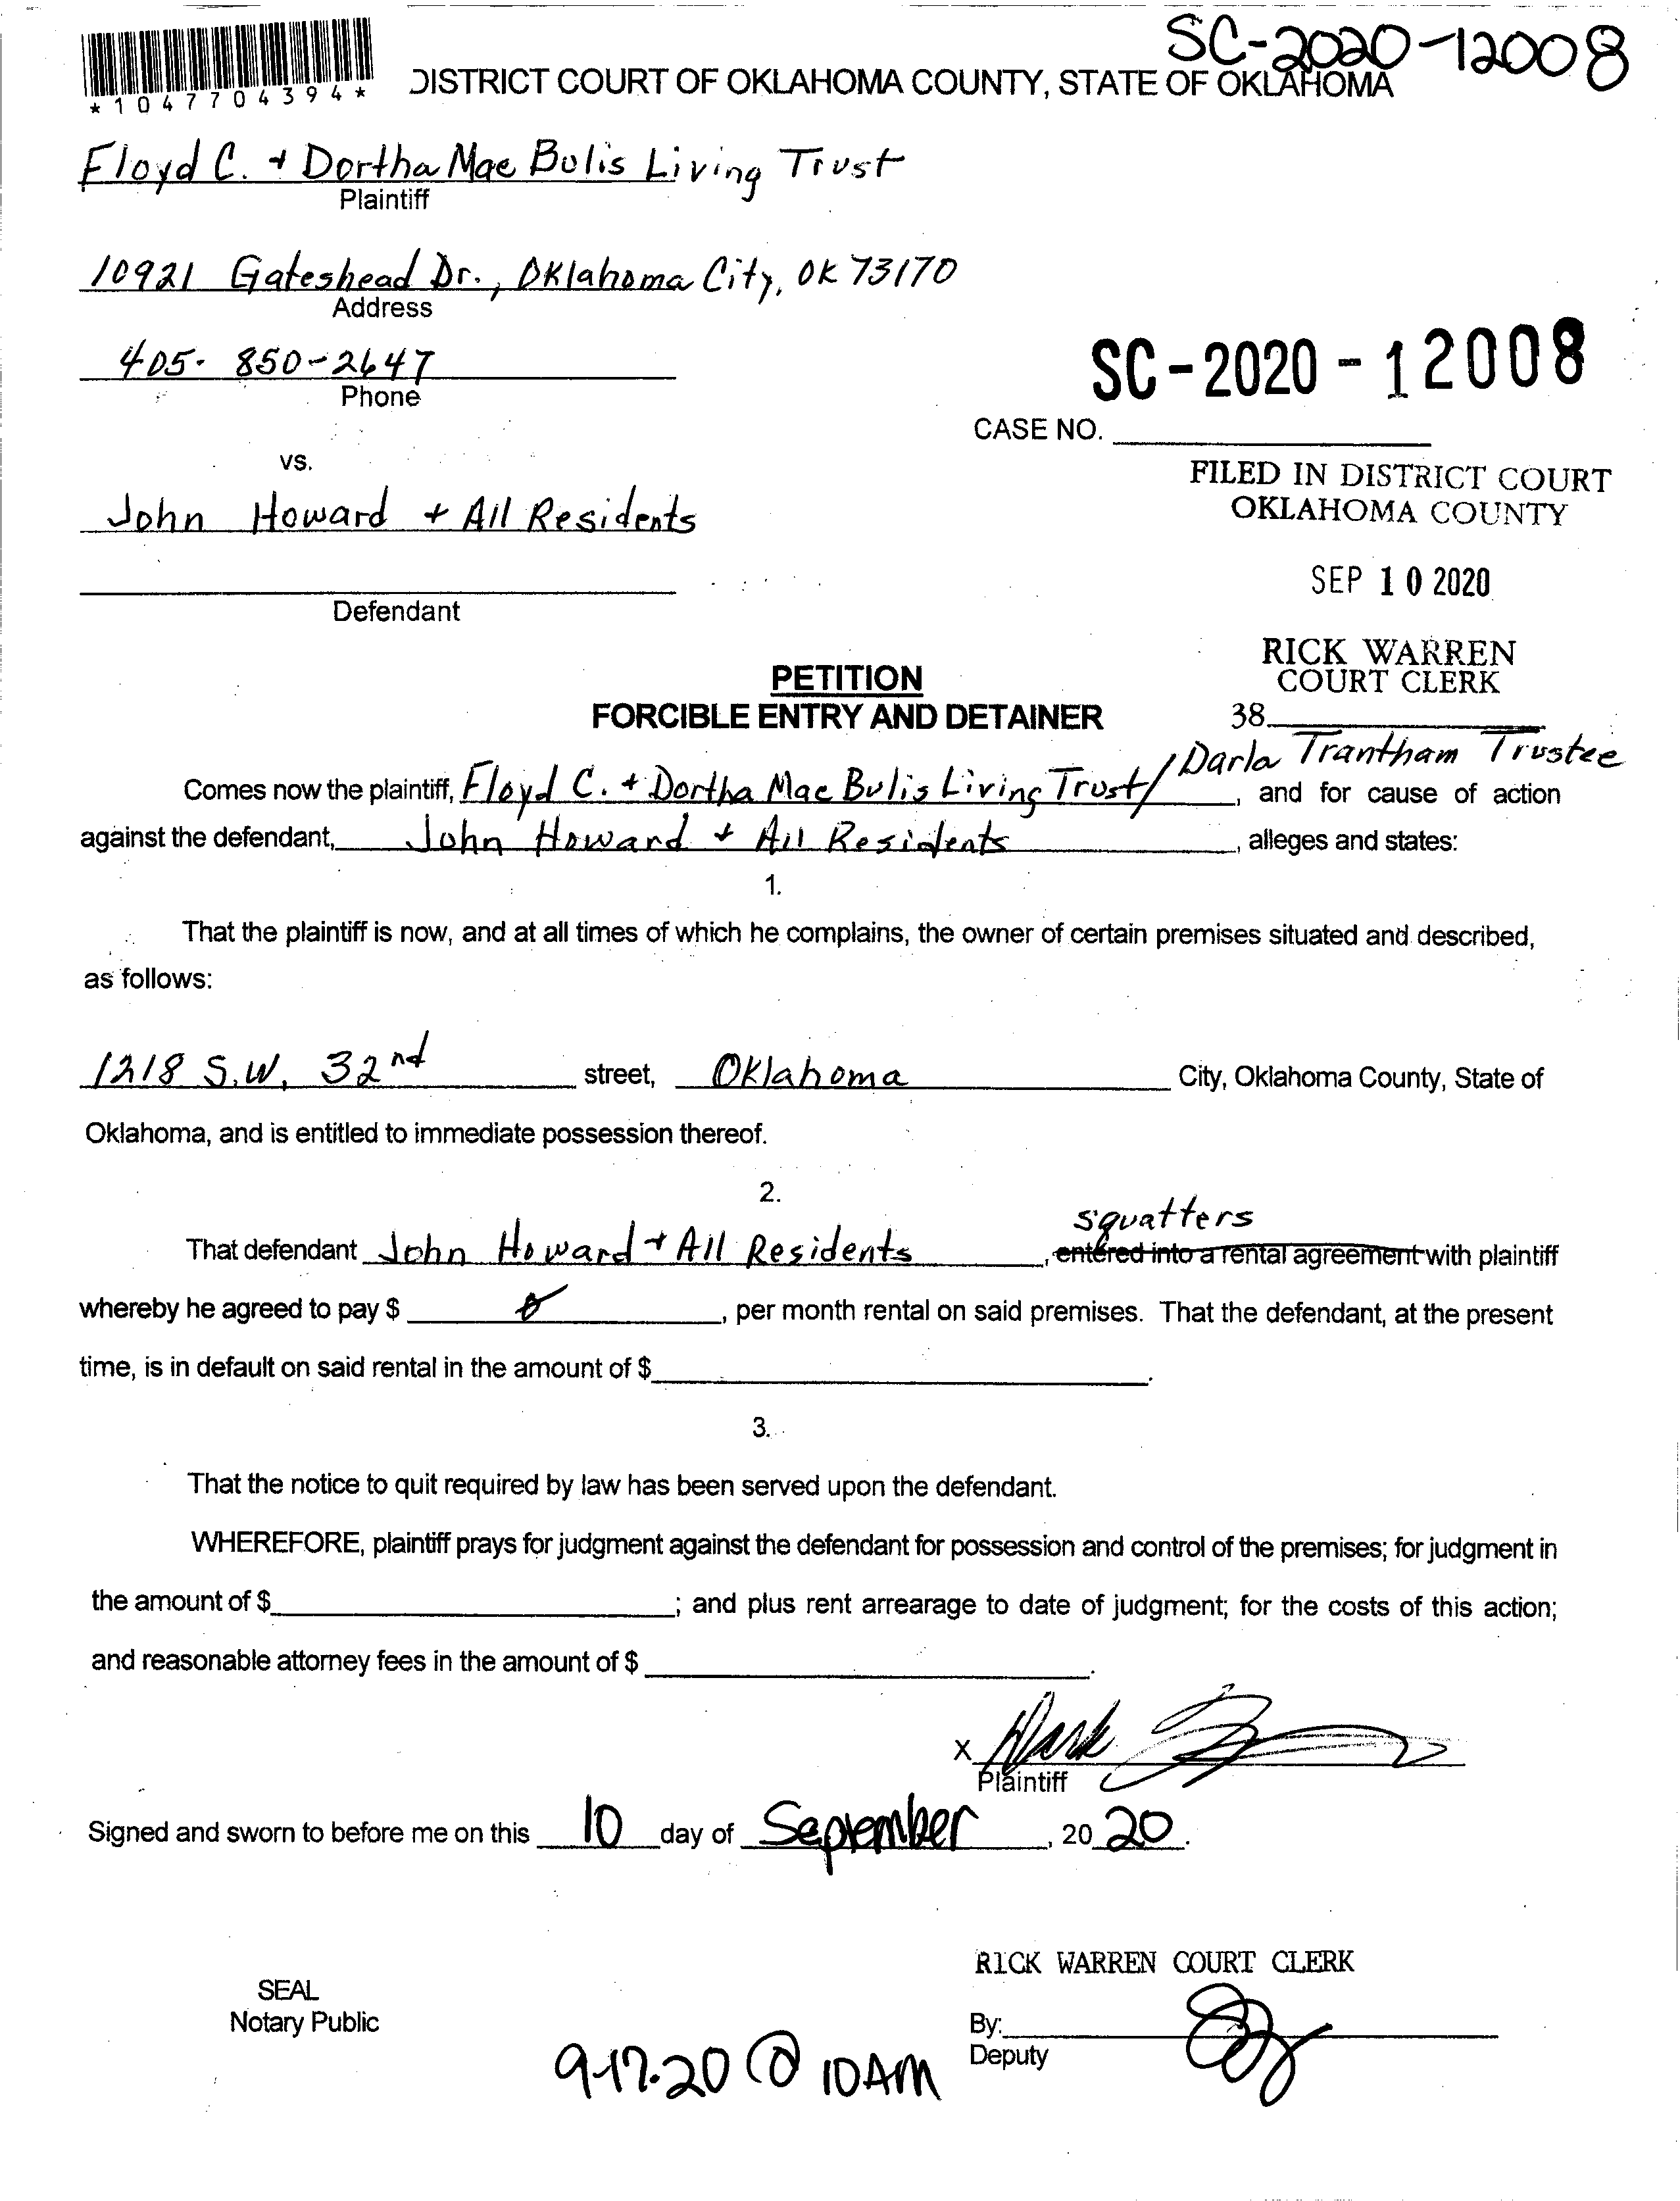 SC-2020-12008
*1047704394*
DISTRICT COURT OF OKLAHOMA COUNTY, STATE OF OKLAHOMA
Floyd C. + Dortha Mae Bulis Living Trust
Plaintiff
10921 Gateshead Dr., Oklahoma City, OK 73170
Address
405-850-2647
Phone
SC-2020-12008
CASE NO.
vs.
FILED IN DISTRICT COURT
OKLAHOMA COUNTY
John Howard + All Residents
SEP 10 2020
Defendant
RICK WARREN
COURT CLERK
38
PETITION
FORCIBLE ENTRY AND DETAINER
Comes now the plaintiff, Floyd C. + Dortha Mae Bulis Living Trust/Darla Trantham Trustee, and for cause of action
against the defendant, John Howard + All Residents, alleges and states:
1.
That the plaintiff is now, and at all times of which he complains, the owner of certain premises situated and described,
as follows:
1218 S.W. 32nd street, Oklahoma City, Oklahoma County, State of
Oklahoma, and is entitled to immediate possession thereof.
2.
squatters
That defendant John Howard + All Residents, entered into a rental agreement with plaintiff
whereby he agreed to pay $ , per month rental on said premises. That the defendant, at the present
time, is in default on said rental in the amount of $ .
3.
That the notice to quit required by law has been served upon the defendant.
WHEREFORE, plaintiff prays for judgment against the defendant for possession and control of the premises; for judgment in
the amount of $ ; and plus rent arrearage to date of judgment; for the costs of this action;
and reasonable attorney fees in the amount of $ .
X
Plaintiff
Signed and sworn to before me on this 10 day of September, 2020.
RICK WARREN COURT CLERK
SEAL
Notary Public
By:
Deputy
9-17-20 @ 10AM